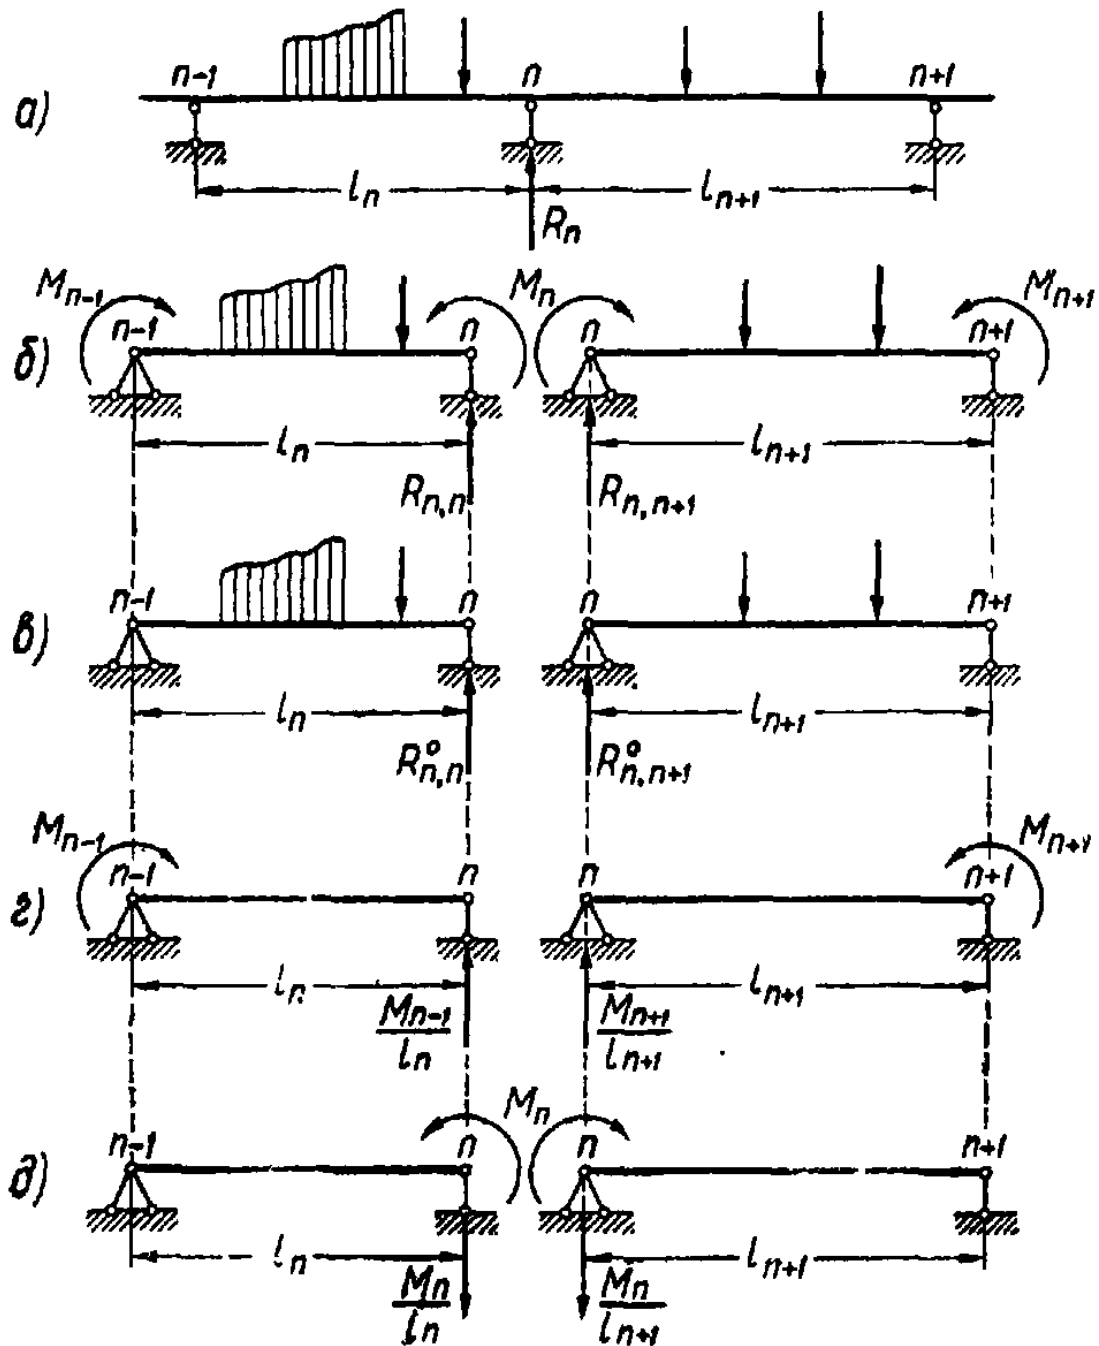 а)
n-1 n n+1
l_n l_{n+1}
R_n
б)
M_{n-1} M_n M_{n+1}
n-1 n n n+1
l_n l_{n+1}
R_{n,n} R_{n,n+1}
в)
n-1 n n n+1
l_n l_{n+1}
R°_{n,n} R°_{n,n+1}
г)
M_{n-1} M_{n+1}
n-1 n n n+1
l_n l_{n+1}
M_{n-1}/l_n M_{n+1}/l_{n+1}
д)
M_n
n-1 n n n+1
l_n l_{n+1}
M_n/l_n M_n/l_{n+1}